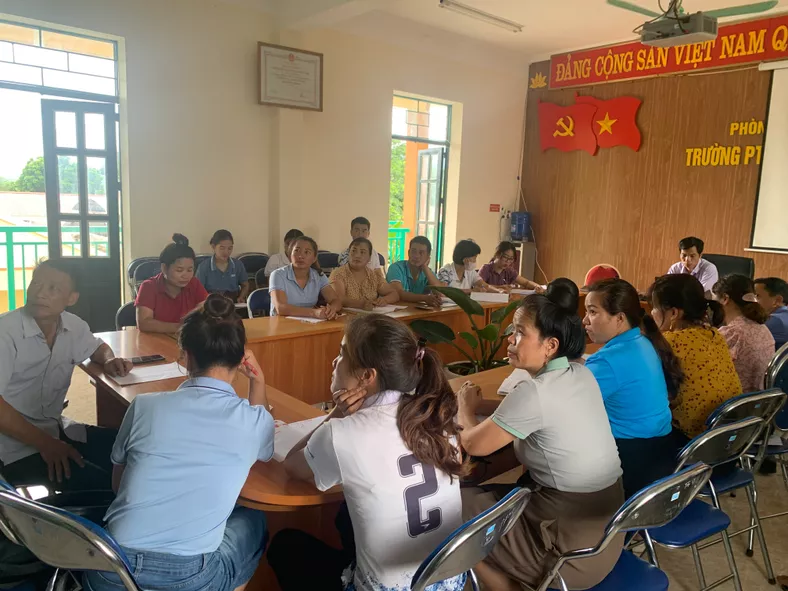 ĐẢNG CỘNG SẢN VIỆT NAM Q
PHÒN
TRƯỜNG PT
2